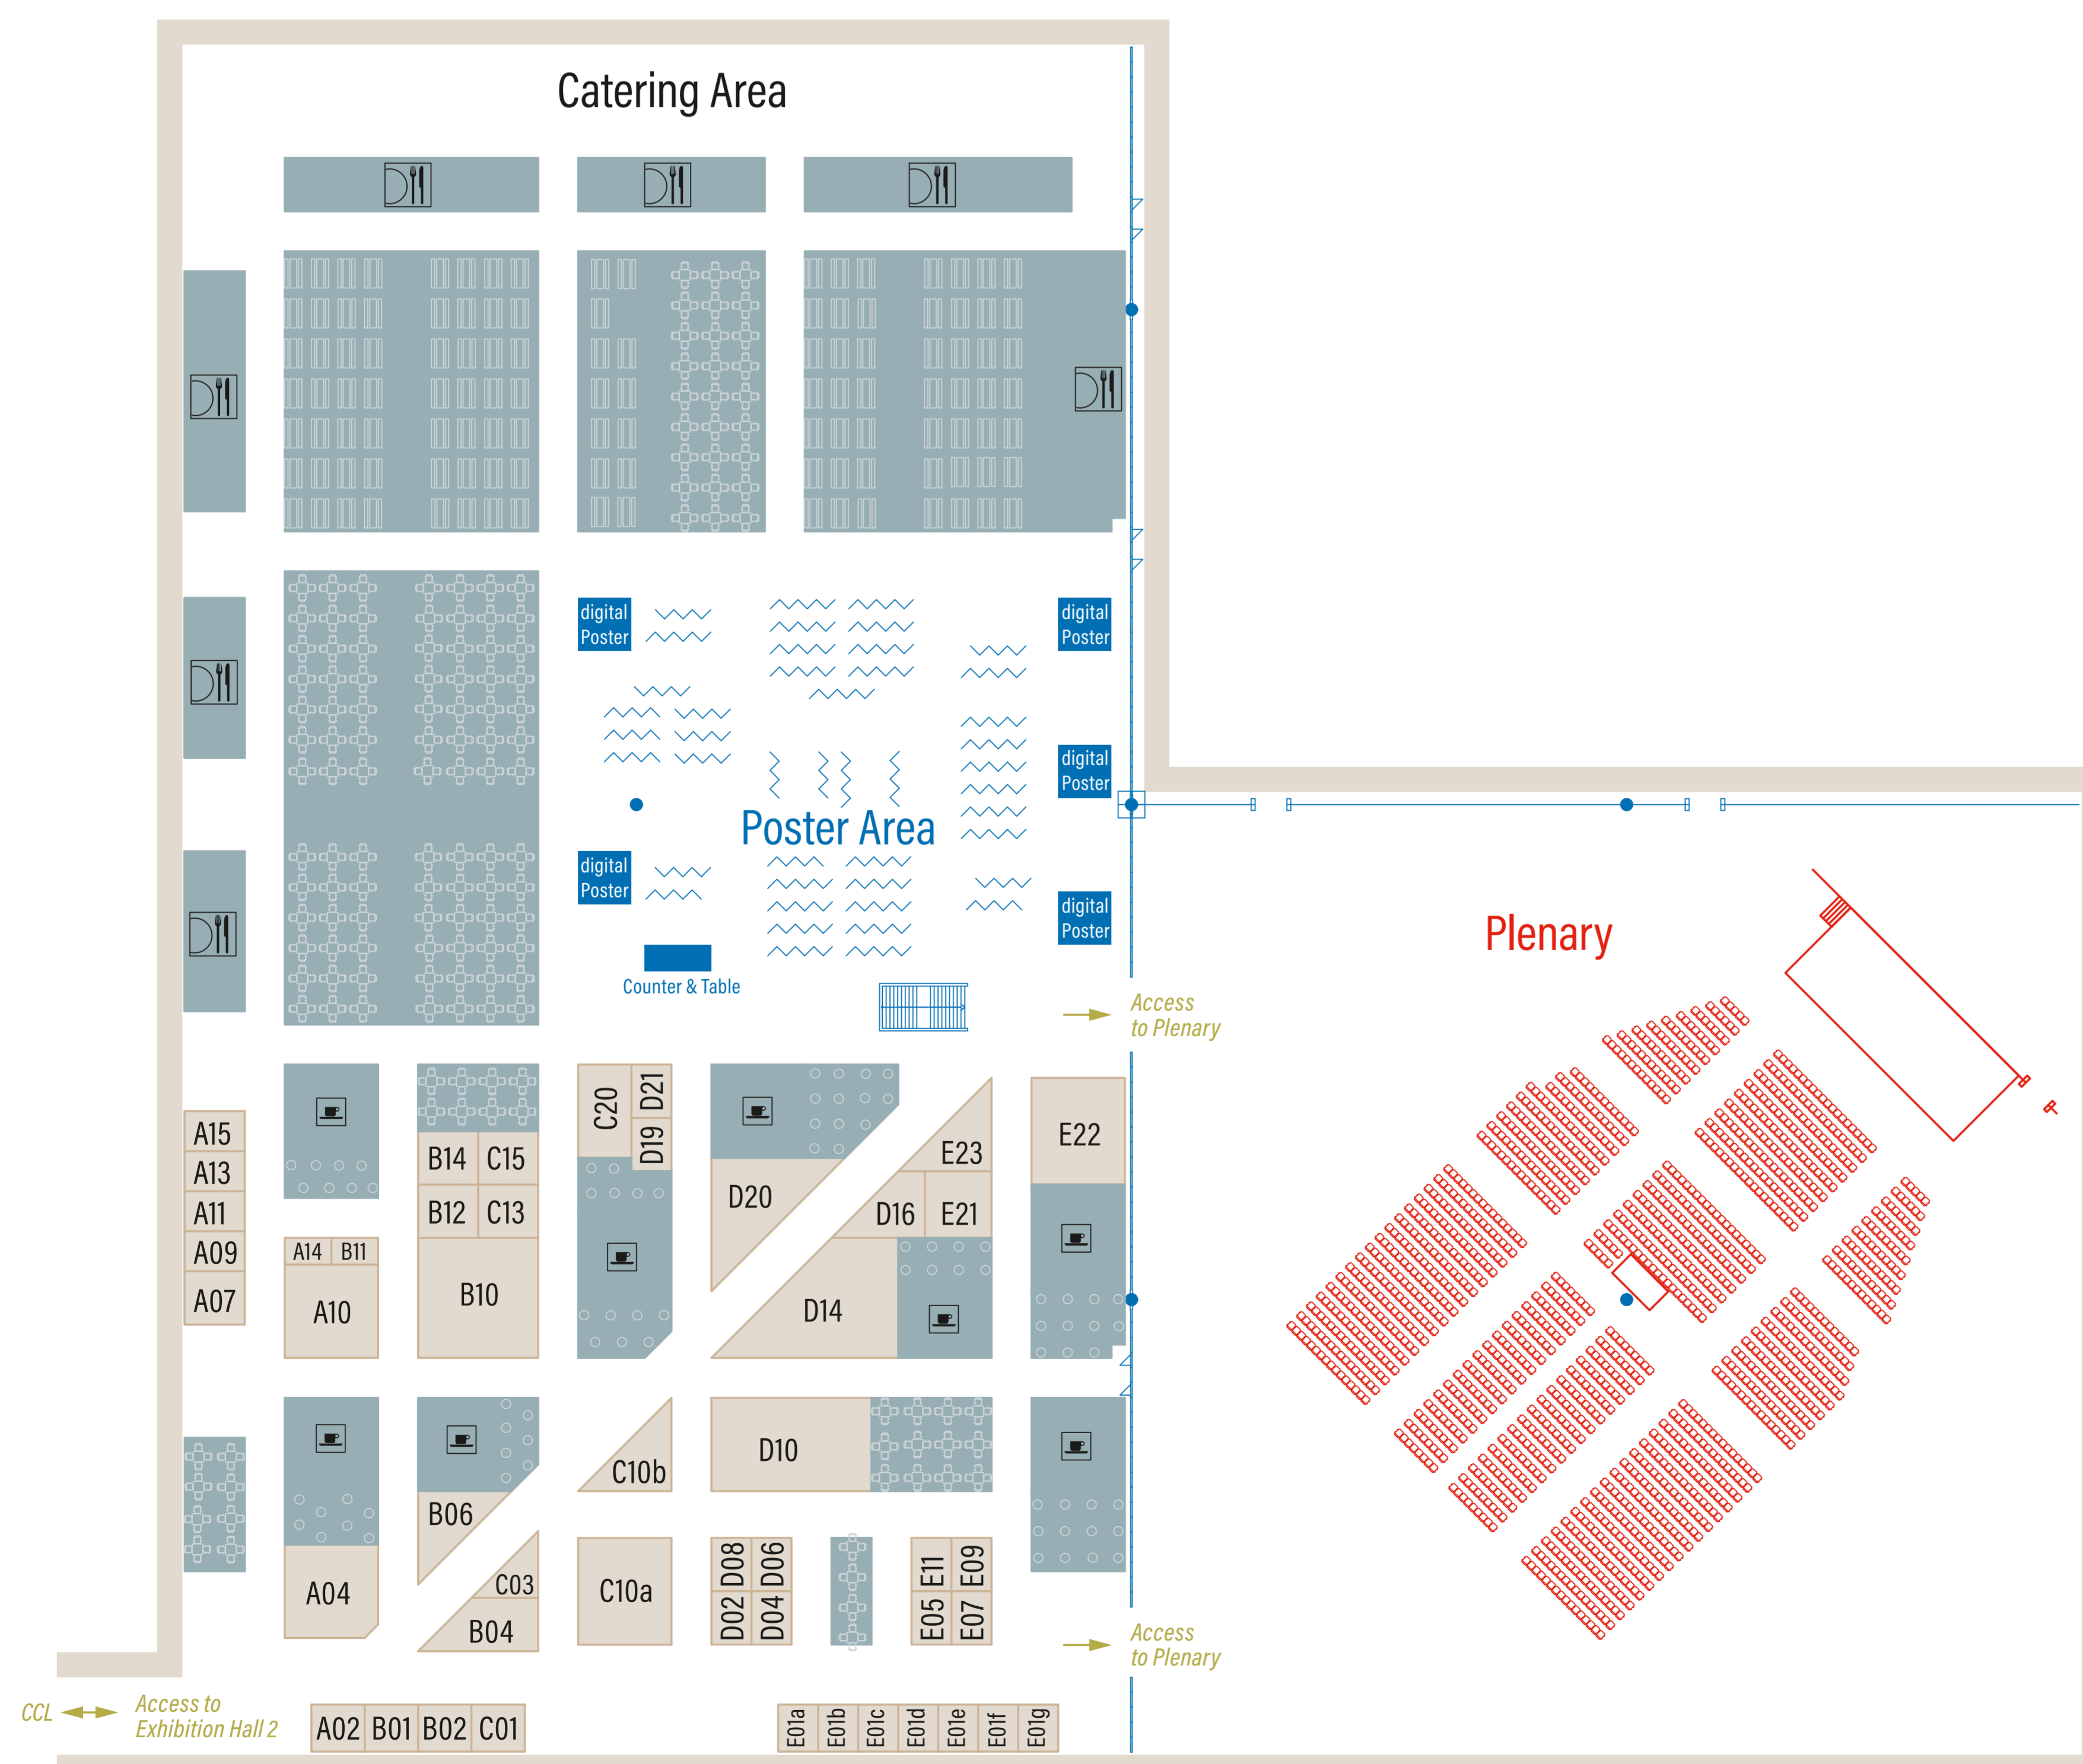 Catering Area
digital
Poster
digital
Poster
digital
Poster
Poster Area
digital
Poster
digital
Poster
Counter & Table
Plenary
Access
to Plenary
A15
A13
A11
A09
A07
A14
B11
A10
B14
C15
B12
C13
B10
C20
D21
D19
D20
E23
D16
E21
D14
E22
A04
B06
C03
B04
C10b
C10a
D10
D08
D06
D02
D04
E11
E09
E05
E07
Access
to Plenary
CCL
Access to
Exhibition Hall 2
A02
B01
B02
C01
E01a
E01b
E01c
E01d
E01e
E01f
E01g